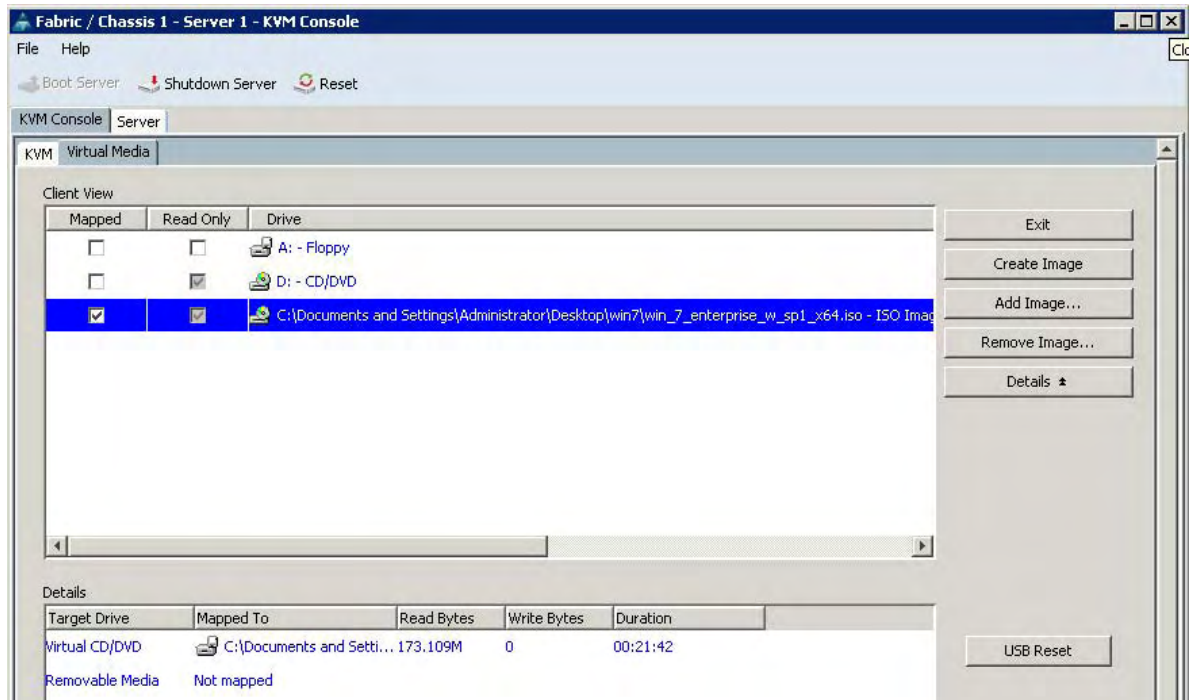 Fabric / Chassis 1 - Server 1 - KVM Console
File Help
Clo
Boot Server Shutdown Server Reset
KVM Console Server
KVM Virtual Media
Client View
Mapped Read Only Drive
Exit
A: - Floppy
Create Image
D: - CD/DVD
Add Image...
C:\Documents and Settings\Administrator\Desktop\win7\win_7_enterprise_w_sp1_x64.iso - ISO Imag
Remove Image...
Details
Details
Target Drive Mapped To Read Bytes Write Bytes Duration
Virtual CD/DVD C:\Documents and Setti... 173.109M 0 00:21:42
USB Reset
Removable Media Not mapped